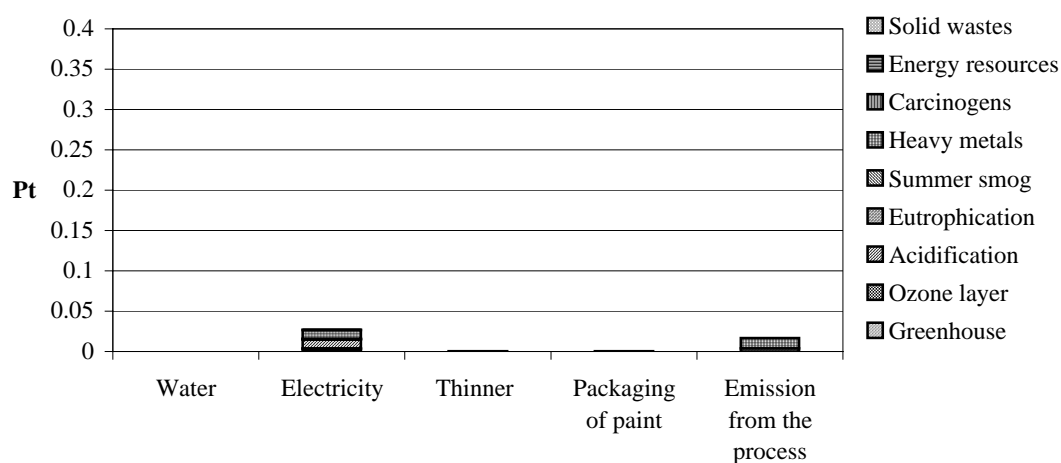 0.4
0.35
0.3
0.25
0.2
0.15
0.1
0.05
0
Pt
Water
Electricity
Thinner
Packaging
of paint
Emission
from the
process
Solid wastes
Energy resources
Carcinogens
Heavy metals
Summer smog
Eutrophication
Acidification
Ozone layer
Greenhouse